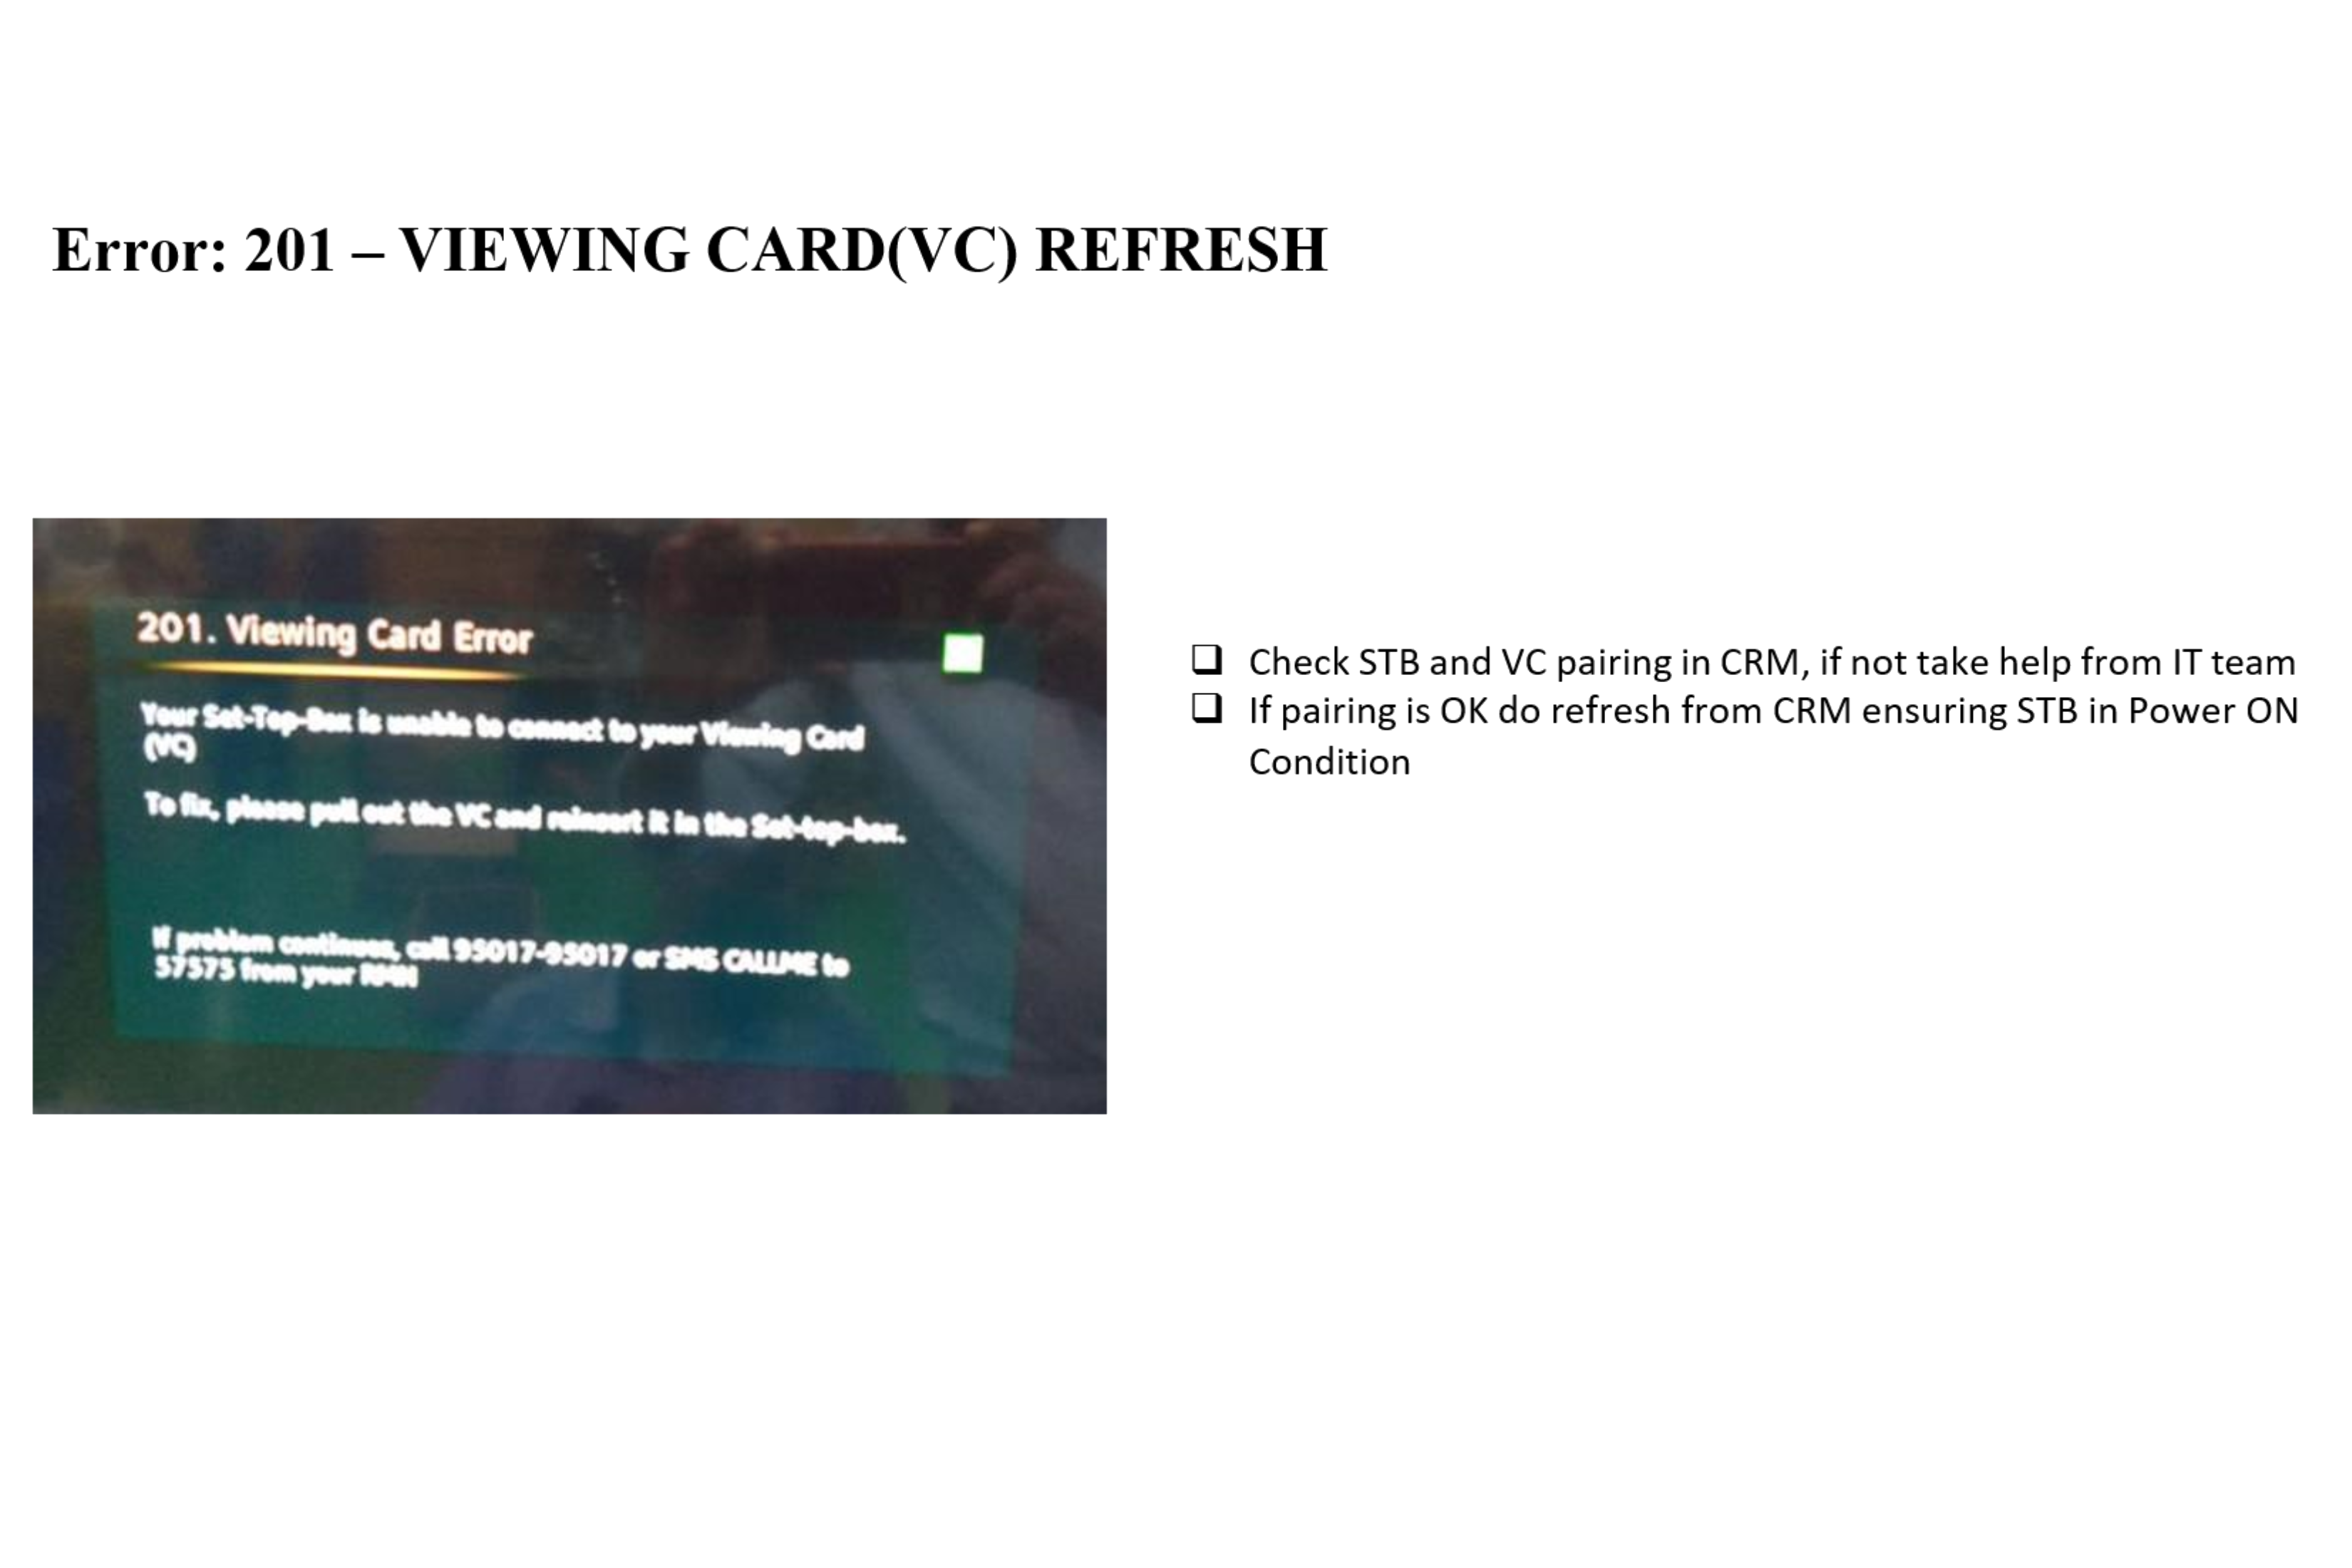 Error: 201 – VIEWING CARD(VC) REFRESH
201. Viewing Card Error
Your Set-Top-Box is unable to connect to your Viewing Card
(VC)
To fix, please pull out the VC and reinsert it in the Set-top-box.
If problem continues, call 95017-95017 or SMS CALLME to
57575 from your RMN
❑ Check STB and VC pairing in CRM, if not take help from IT team
❑ If pairing is OK do refresh from CRM ensuring STB in Power ON
Condition